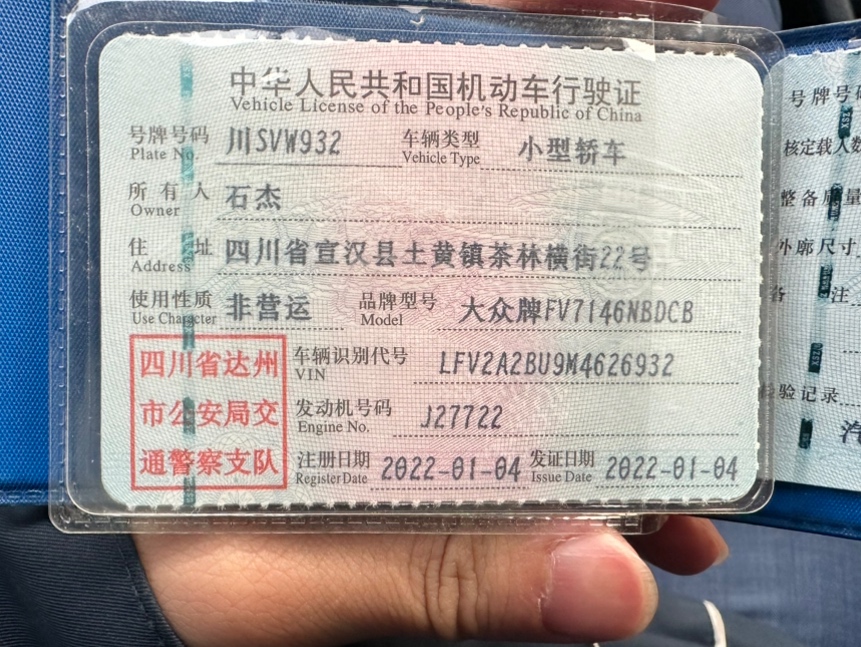 中华人民共和国机动车行驶证
Vehicle License of the People's Republic of China
号牌号码 川SVW932 车辆类型 小型轿车
Plate No. Vehicle Type
所有人 石杰
Owner
住址 四川省宣汉县土黄镇茶林横街22号
Address
使用性质 非营运 品牌型号 大众牌FV7146NBDCB
Use Character Model
四川省达州
市公安局交
通警察支队
车辆识别代号 LFV2A2BU9M4626932
VIN
发动机号码 J27722
Engine No.
注册日期 2022-01-04 发证日期 2022-01-04
Register Date Issue Date
号牌号码
核定载人数
整备质量
外廓尺寸
备注
检验记录